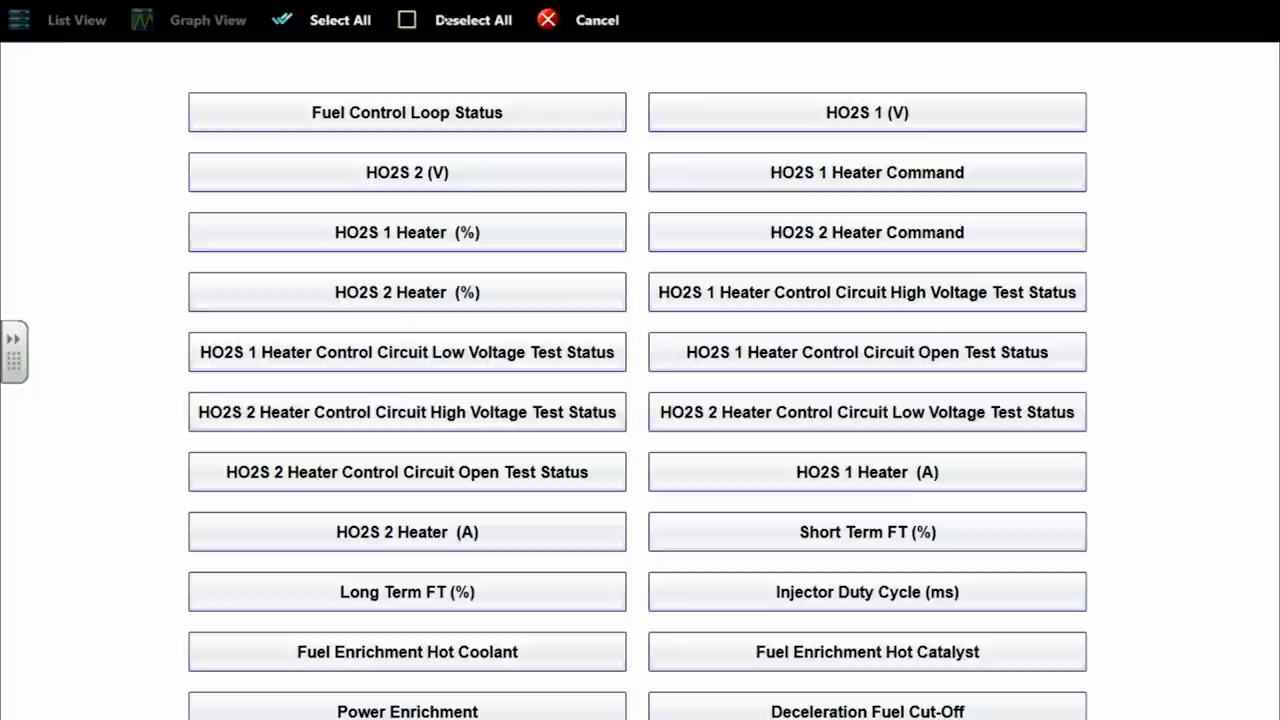 List View Graph View Select All Deselect All Cancel
Fuel Control Loop Status HO2S 1 (V)
HO2S 2 (V) HO2S 1 Heater Command
HO2S 1 Heater (%) HO2S 2 Heater Command
HO2S 2 Heater (%) HO2S 1 Heater Control Circuit High Voltage Test Status
HO2S 1 Heater Control Circuit Low Voltage Test Status HO2S 1 Heater Control Circuit Open Test Status
HO2S 2 Heater Control Circuit High Voltage Test Status HO2S 2 Heater Control Circuit Low Voltage Test Status
HO2S 2 Heater Control Circuit Open Test Status HO2S 1 Heater (A)
HO2S 2 Heater (A) Short Term FT (%)
Long Term FT (%) Injector Duty Cycle (ms)
Fuel Enrichment Hot Coolant Fuel Enrichment Hot Catalyst
Power Enrichment Deceleration Fuel Cut-Off